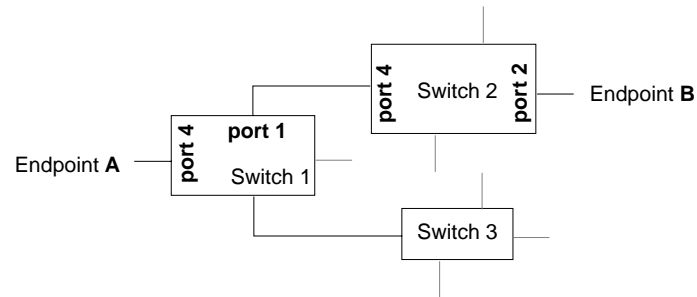 port 4
Switch 2
port 2
Endpoint B
port 4
port 1
Endpoint A
Switch 1
Switch 3